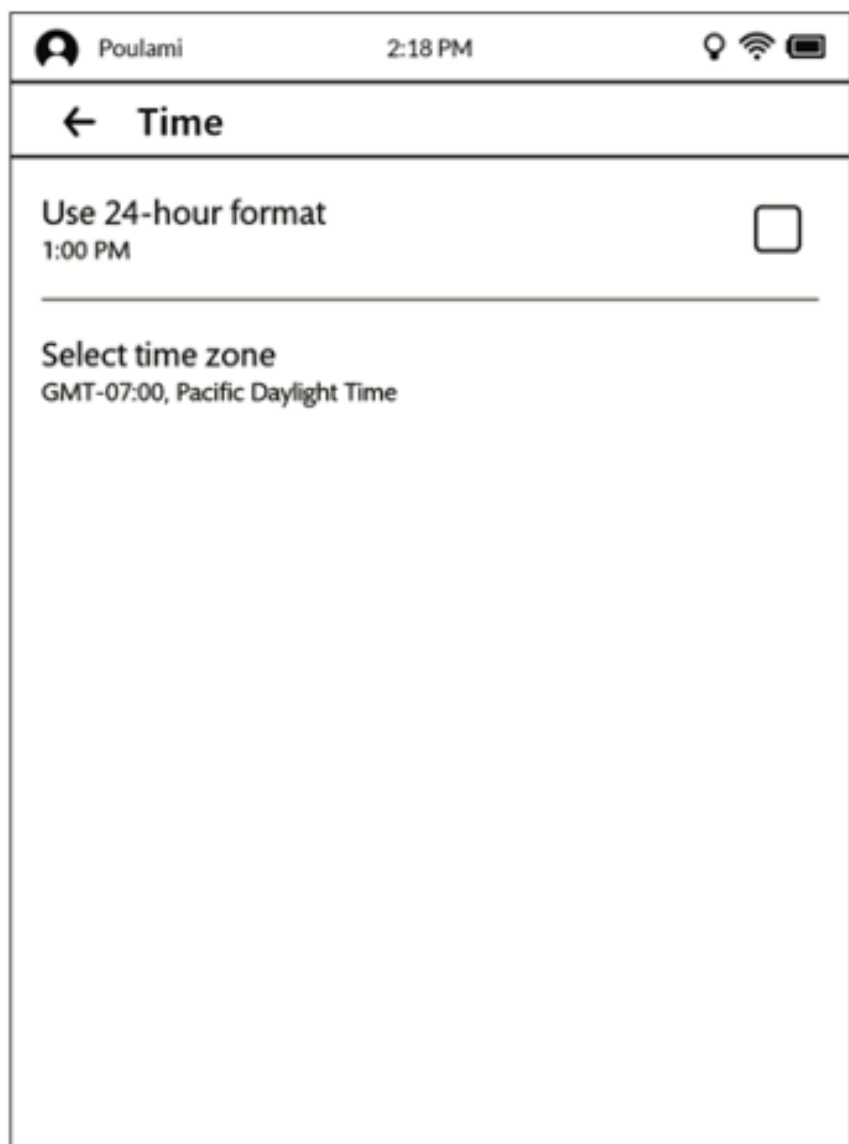 Poulami
2:18 PM
Time
Use 24-hour format
1:00 PM
Select time zone
GMT-07:00, Pacific Daylight Time